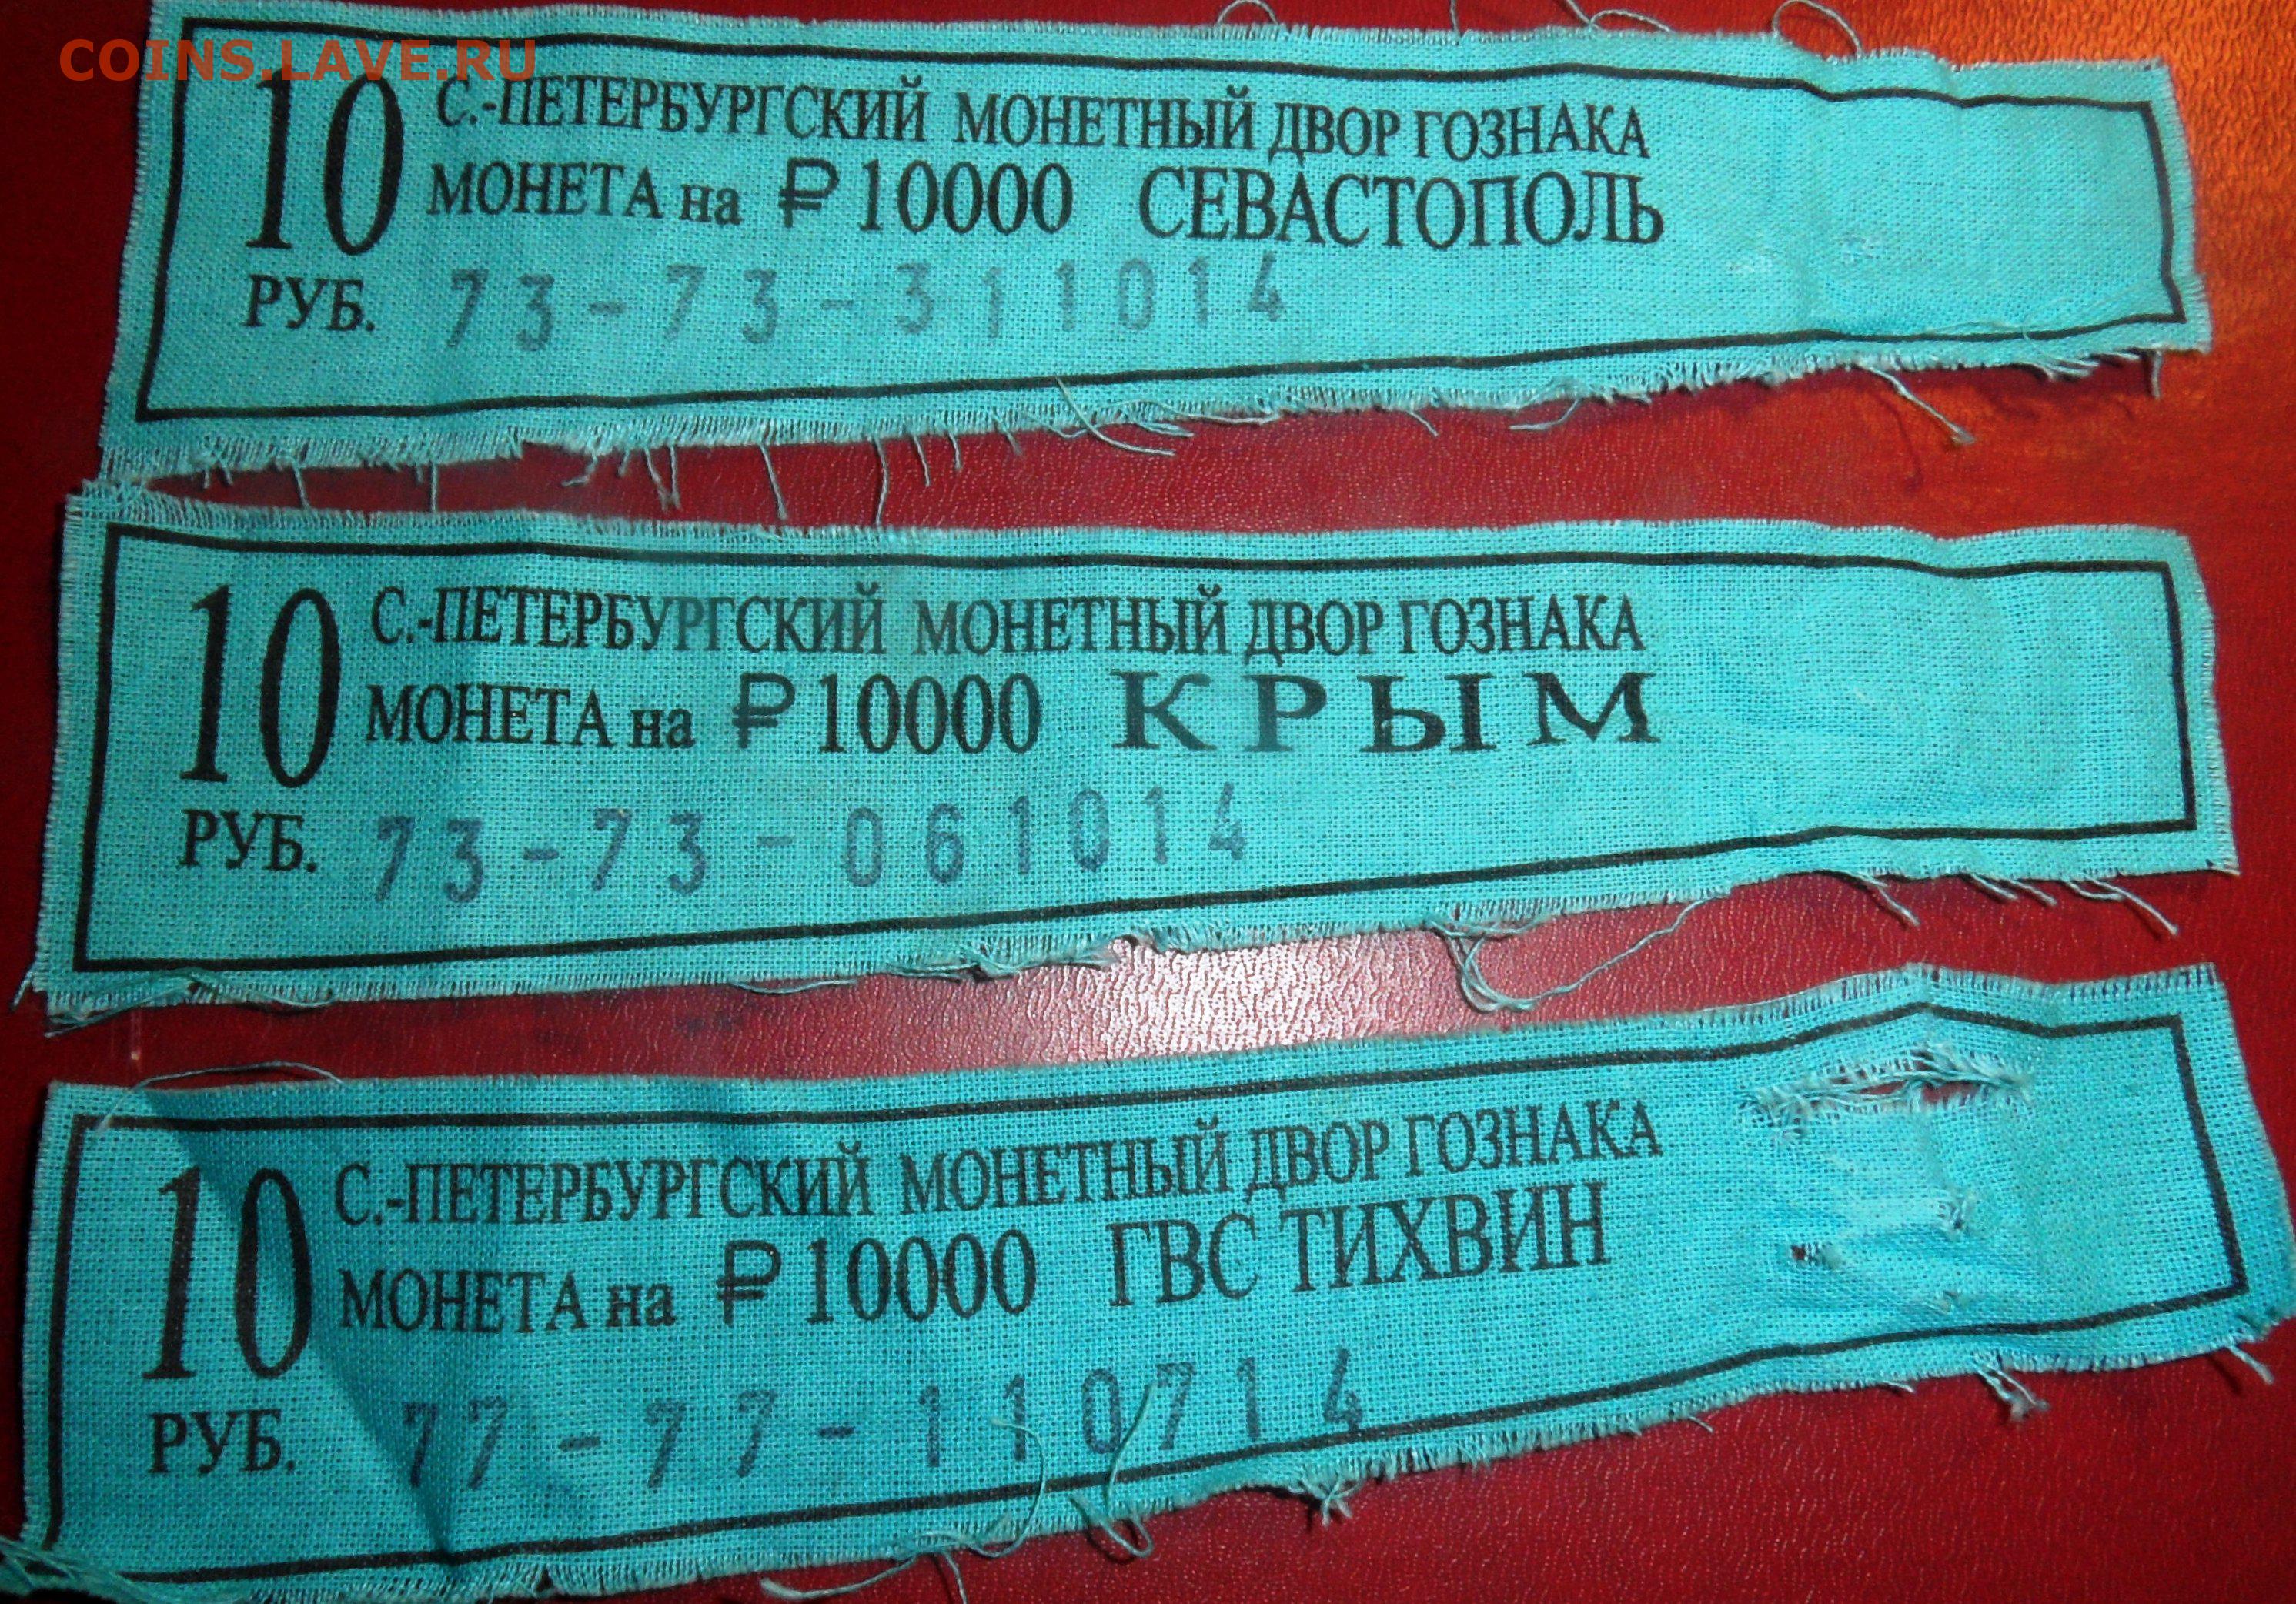 COINS.LAVE.RU
10 С.-ПЕТЕРБУРГСКИЙ МОНЕТНЫЙ ДВОР ГОЗНАКА
МОНЕТА на ₽ 10000 СЕВАСТОПОЛЬ
РУБ. 73-73-311014
10 С.-ПЕТЕРБУРГСКИЙ МОНЕТНЫЙ ДВОР ГОЗНАКА
МОНЕТА на ₽ 10000 КРЫМ
РУБ. 73-73-061014
10 С.-ПЕТЕРБУРГСКИЙ МОНЕТНЫЙ ДВОР ГОЗНАКА
МОНЕТА на ₽ 10000 ГВС ТИХВИН
РУБ. 77-77-110714